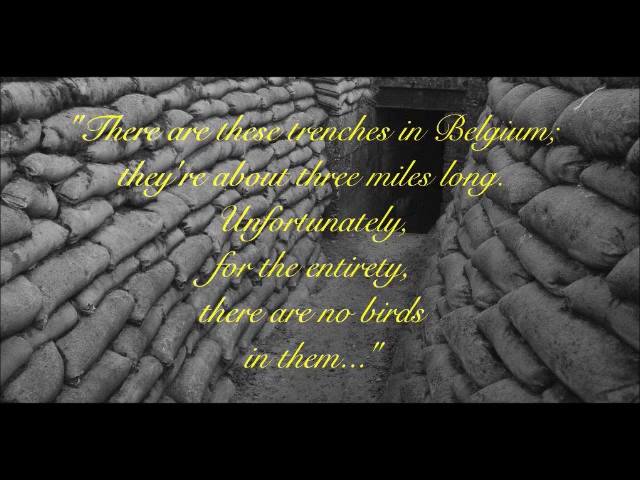 "There are these trenches in Belgium;
they're about three miles long.
Unfortunately,
for the entirety,
there are no birds
in them..."